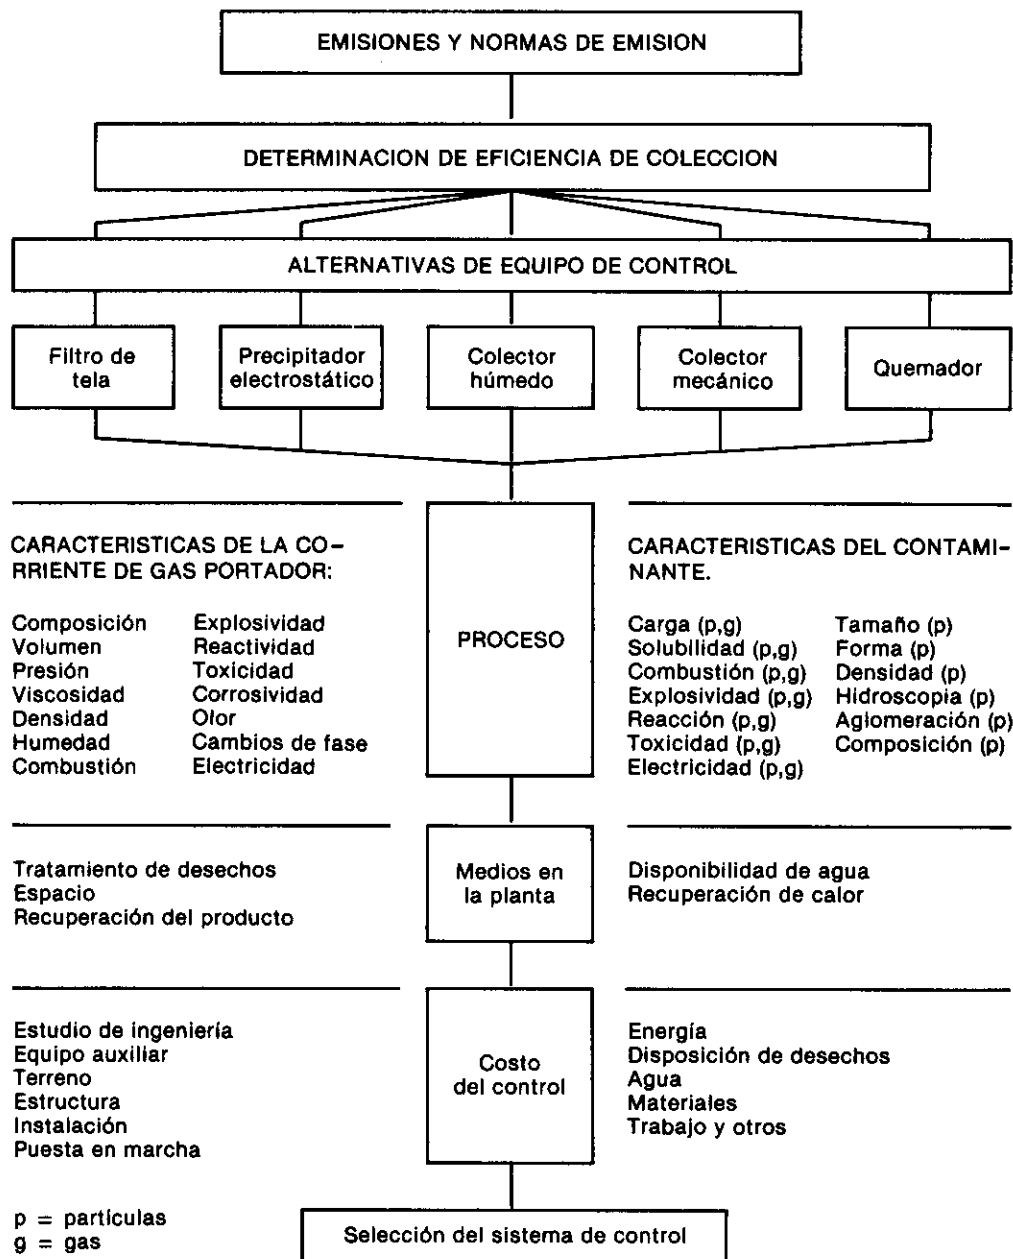 EMISIONES Y NORMAS DE EMISION
DETERMINACION DE EFICIENCIA DE COLECCION
ALTERNATIVAS DE EQUIPO DE CONTROL
Filtro de
tela
Precipitador
electrostático
Colector
húmedo
Colector
mecánico
Quemador
CARACTERISTICAS DE LA CO–
RRIENTE DE GAS PORTADOR:
Composición Explosividad
Volumen Reactividad
Presión Toxicidad
Viscosidad Corrosividad
Densidad Olor
Humedad Cambios de fase
Combustión Electricidad
PROCESO
CARACTERISTICAS DEL CONTAMI–
NANTE.
Carga (p,g) Tamaño (p)
Solubilidad (p,g) Forma (p)
Combustión (p,g) Densidad (p)
Explosividad (p,g) Hidroscopia (p)
Reacción (p,g) Aglomeración (p)
Toxicidad (p,g) Composición (p)
Electricidad (p,g)
Tratamiento de desechos
Espacio
Recuperación del producto
Medios en
la planta
Disponibilidad de agua
Recuperación de calor
Estudio de ingeniería
Equipo auxiliar
Terreno
Estructura
Instalación
Puesta en marcha
Costo
del control
Energía
Disposición de desechos
Agua
Materiales
Trabajo y otros
p = partículas
g = gas
Selección del sistema de control